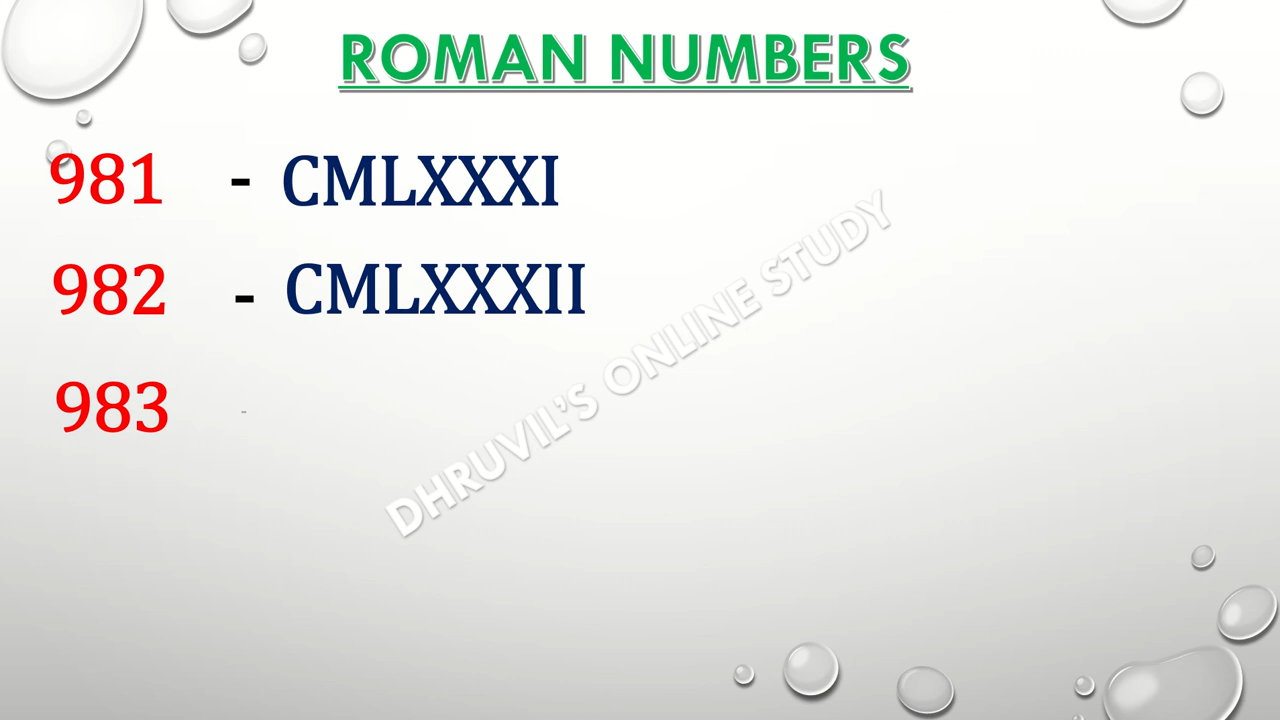 ROMAN NUMBERS
981 - CMLXXXI
982 - CMLXXXII
983 -
DHRUVIL'S ONLINE STUDY